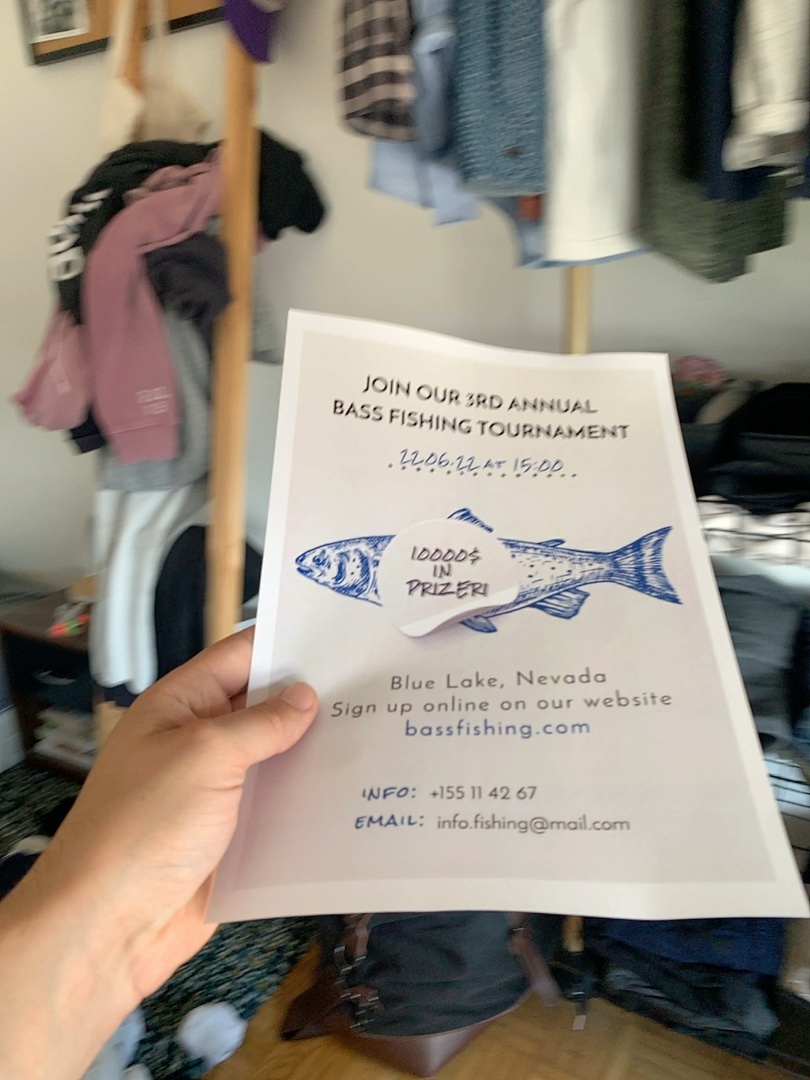 JOIN OUR 3RD ANNUAL
BASS FISHING TOURNAMENT
22.06.22 AT 15:00
10000$
IN
PRIZER!
Blue Lake, Nevada
Sign up online on our website
bassfishing.com
INFO: +155 11 42 67
EMAIL: info.fishing@mail.com